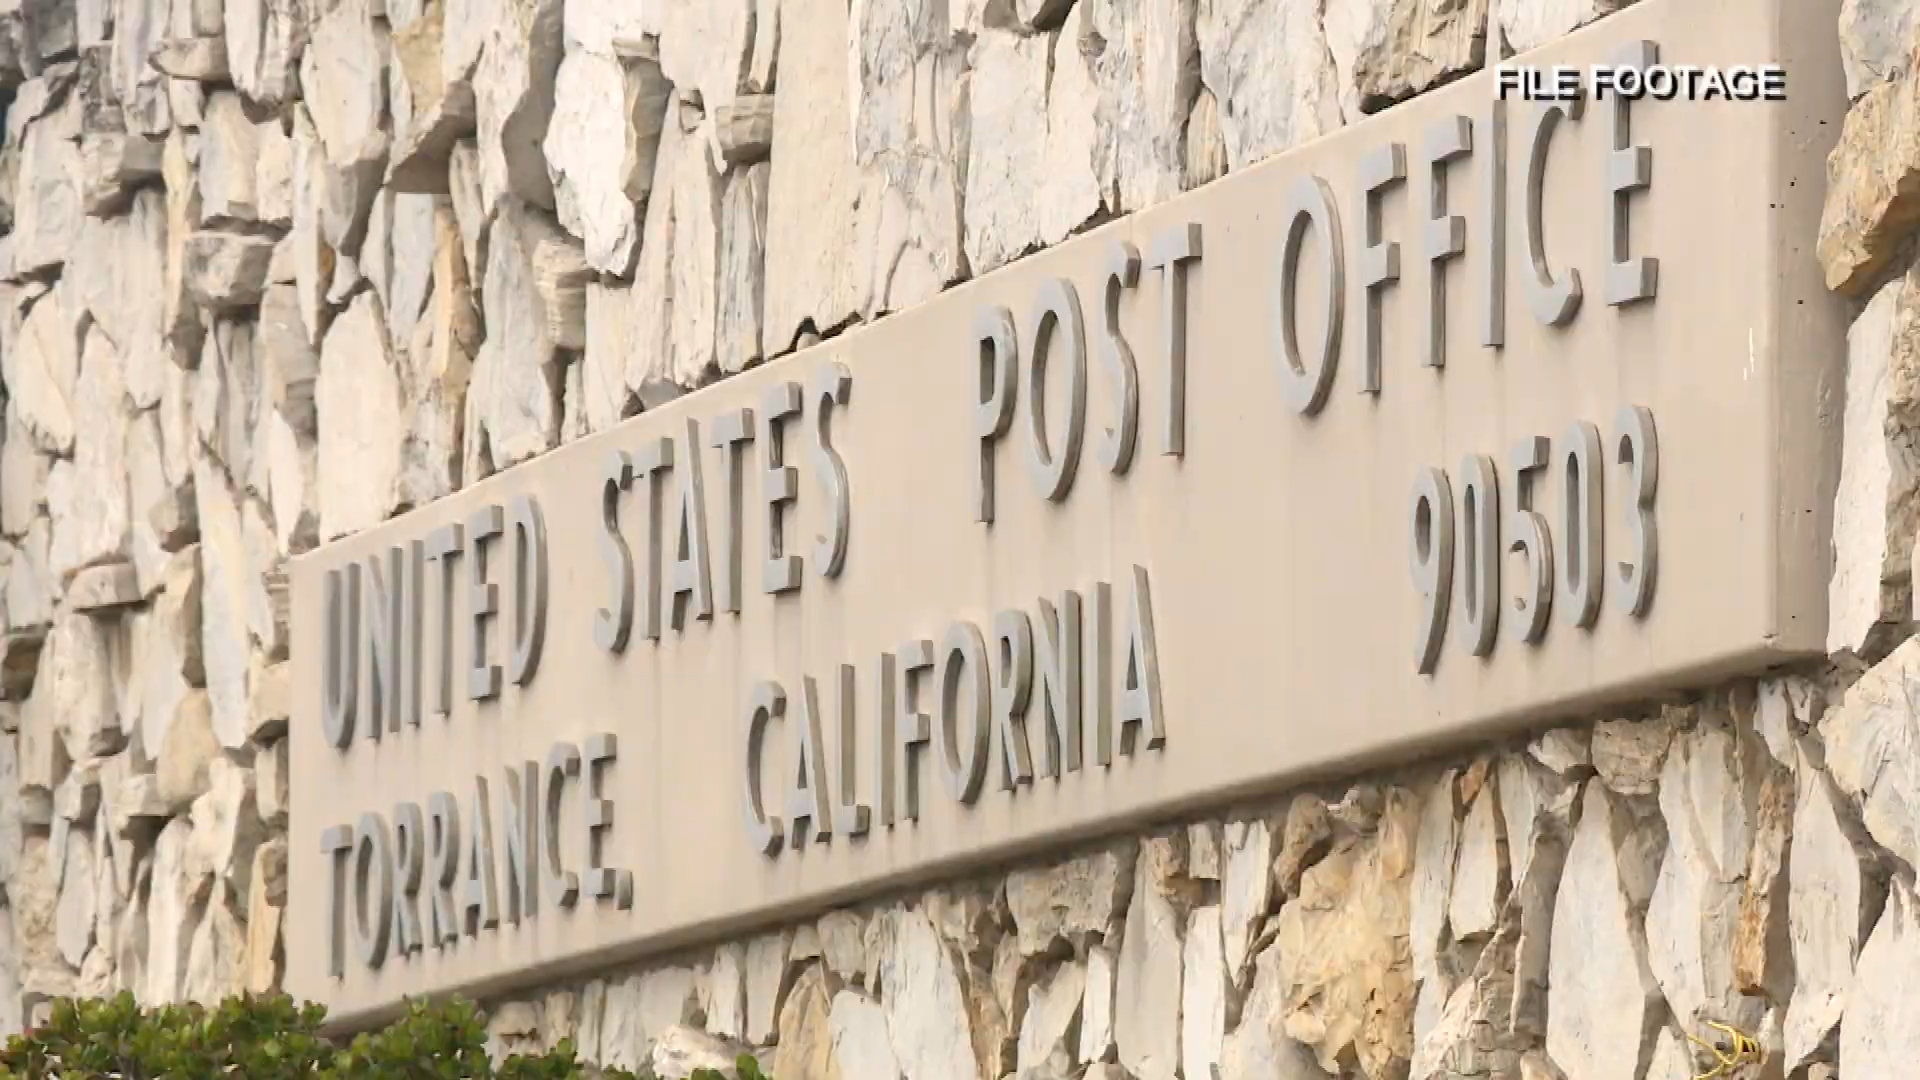 FILE FOOTAGE
UNITED STATES POST OFFICE
TORRANCE, CALIFORNIA 90503